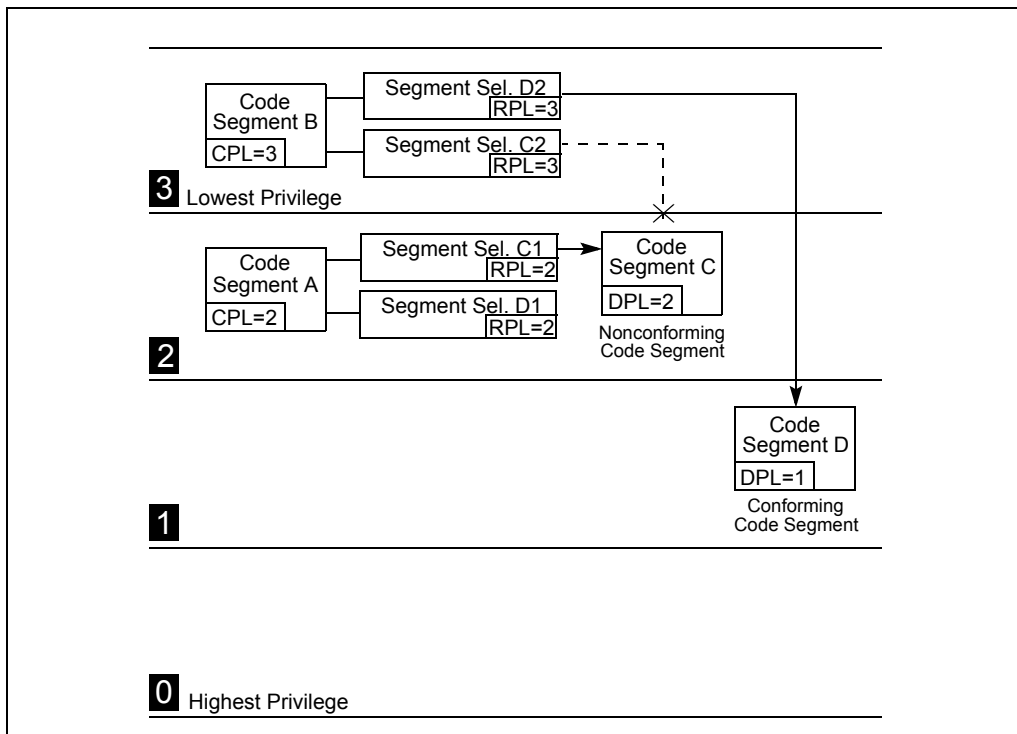 Code
Segment B
CPL=3
Segment Sel. D2
RPL=3
Segment Sel. C2
RPL=3
3 Lowest Privilege
Code
Segment A
CPL=2
Segment Sel. C1
RPL=2
Segment Sel. D1
RPL=2
Code
Segment C
DPL=2
Nonconforming
Code Segment
2
Code
Segment D
DPL=1
Conforming
Code Segment
1
0 Highest Privilege